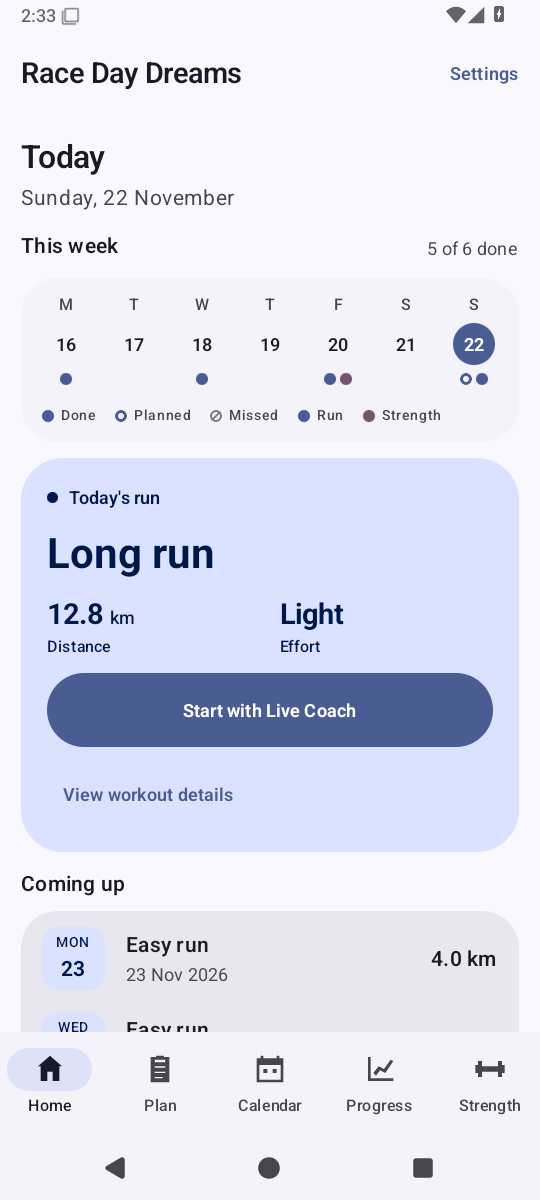 2:33
Race Day Dreams
Settings
Today
Sunday, 22 November
This week
5 of 6 done
M T W T F S S
16 17 18 19 20 21 22
Done Planned Missed Run Strength
Today's run
Long run
12.8 km
Distance
Light
Effort
Start with Live Coach
View workout details
Coming up
MON
23
Easy run
23 Nov 2026
4.0 km
WED
Easy run
Home Plan Calendar Progress Strength